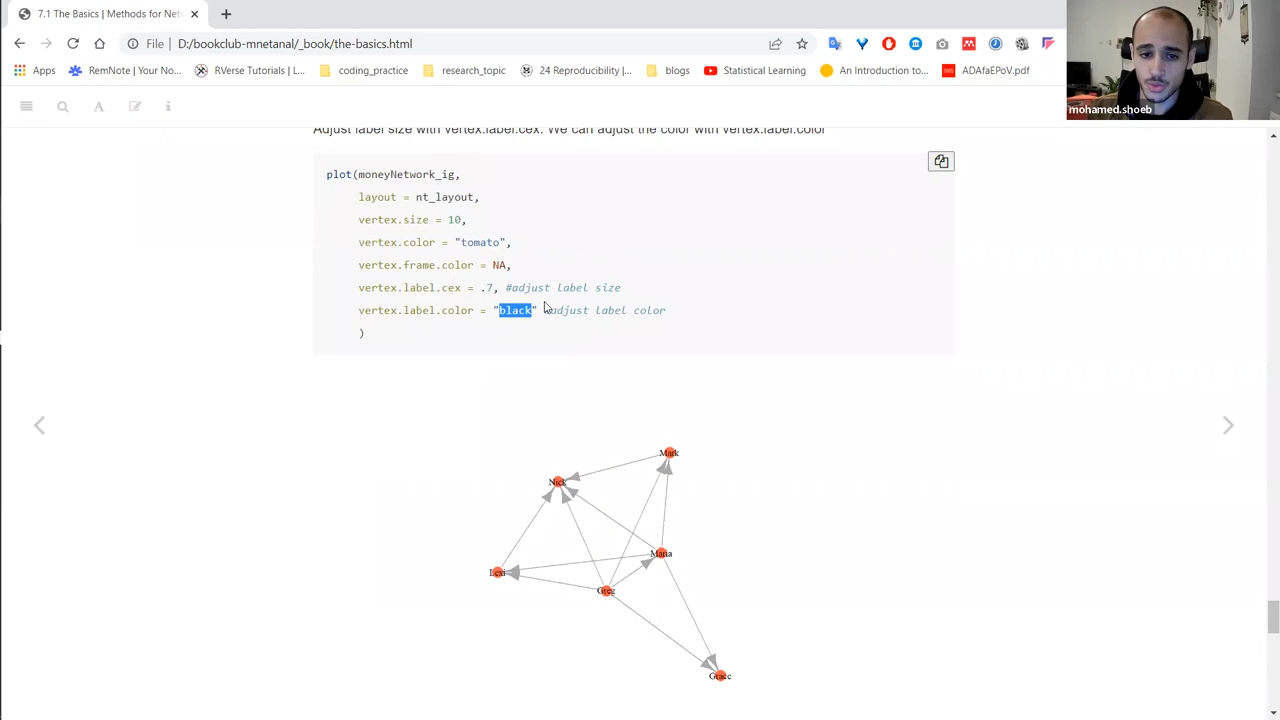 7.1 The Basics | Methods for Net
File | D:/bookclub-mnetanal/_book/the-basics.html
Apps RemNote | Your No... RVersusTutorials | L... coding_practice research_topic 24 Reproducibility |... blogs Statistical Learning An Introduction to... ADAfaEPoV.pdf
mohamed.shoeb
Adjust label size with vertex.label.cex. We can adjust the color with vertex.label.color
plot(moneyNetwork_ig,
layout = nt_layout,
vertex.size = 10,
vertex.color = "tomato",
vertex.frame.color = NA,
vertex.label.cex = .7, #adjust label size
vertex.label.color = "black" #adjust label color
)
Mark
Nick
Maria
Lexi
Greg
Grace